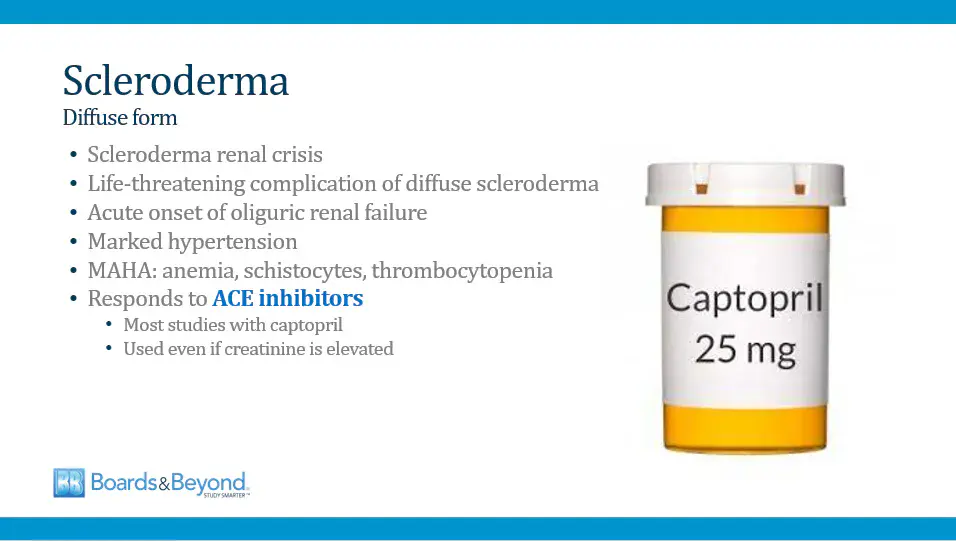 Scleroderma
Diffuse form
• Scleroderma renal crisis
• Life-threatening complication of diffuse scleroderma
• Acute onset of oliguric renal failure
• Marked hypertension
• MAHA: anemia, schistocytes, thrombocytopenia
• Responds to ACE inhibitors
• Most studies with captopril
• Used even if creatinine is elevated
Captopril
25 mg
BB Boards&Beyond.
STUDY SMARTER ™